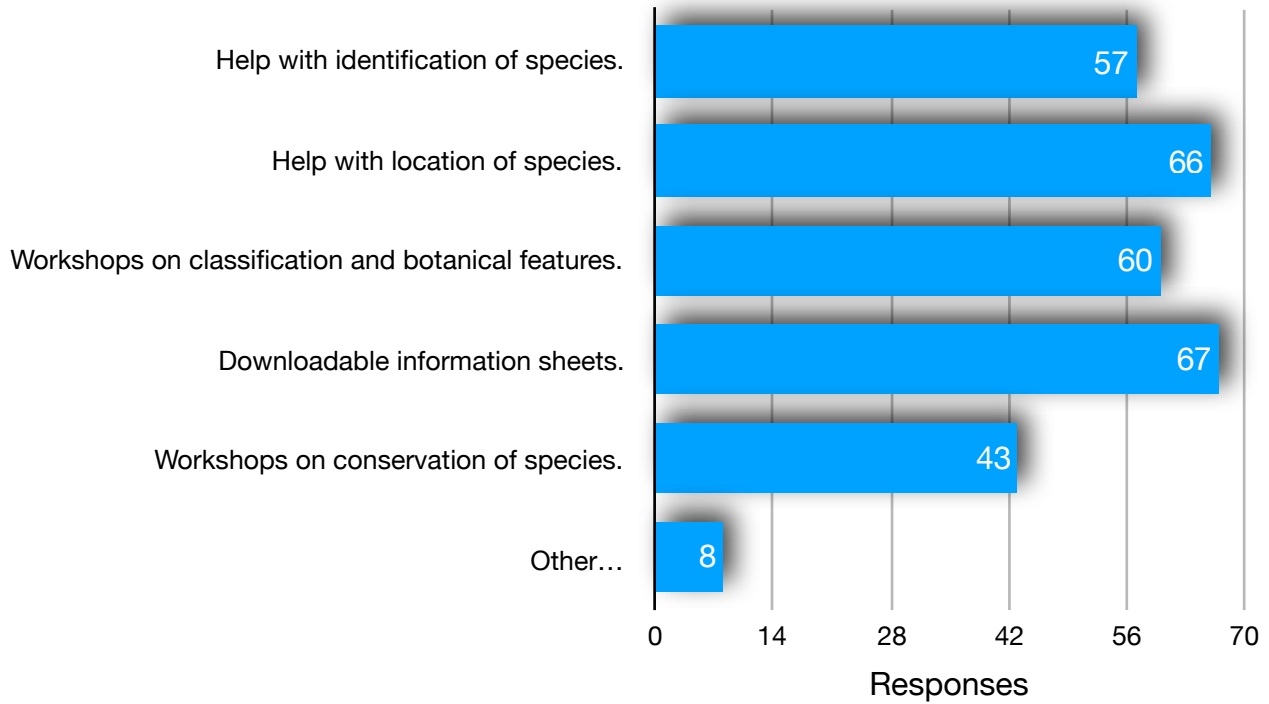 Help with identification of species.
57
Help with location of species.
66
Workshops on classification and botanical features.
60
Downloadable information sheets.
67
Workshops on conservation of species.
43
Other…
8
0 14 28 42 56 70
Responses